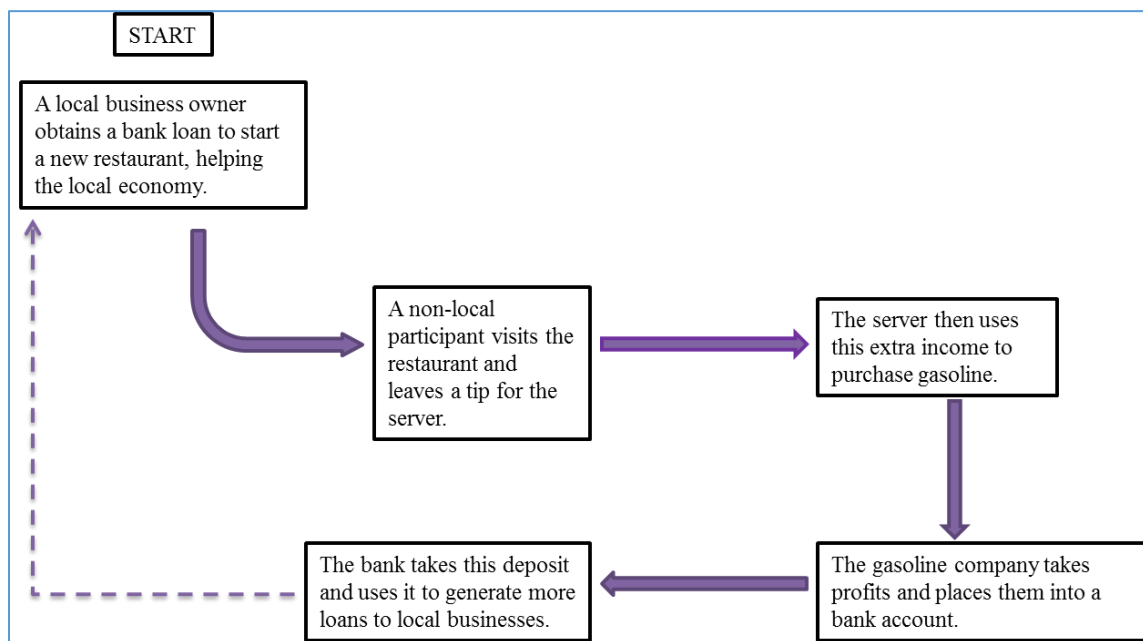 START
A local business owner
obtains a bank loan to start
a new restaurant, helping
the local economy.
A non-local
participant visits the
restaurant and
leaves a tip for the
server.
The server then uses
this extra income to
purchase gasoline.
The gasoline company takes
profits and places them into
a bank account.
The bank takes this deposit
and uses it to generate more
loans to local businesses.